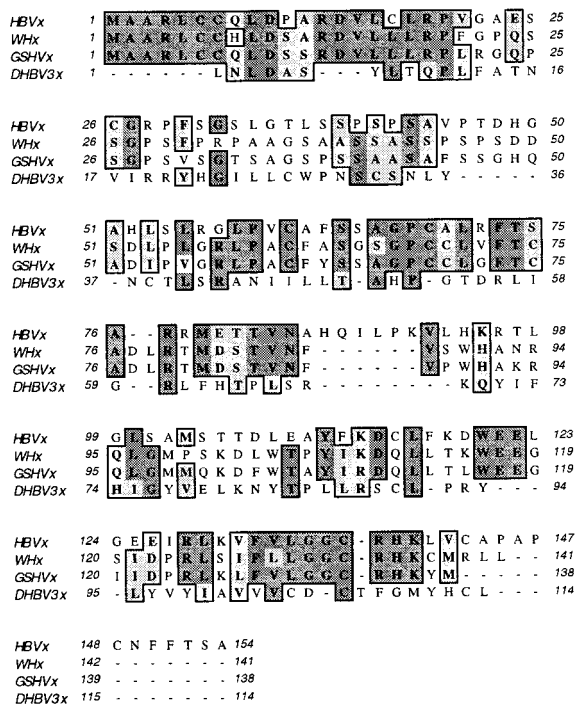 HBVx 1 M A A R L C C Q L D P A R D V L C L R P V G A E S 25
WHx 1 M A A R L C C H L D S A R D V L L L R P F G P Q S 25
GSHVx 1 M A A R L C C Q L D S S R D V L L L R P L R G Q P 25
DHBV3x 1 - - - - - L N L D A S - - Y L T Q P L F A T N 16
HBVx 26 C G R P F S G S L G T L S S P S P S A V P T D H G 50
WHx 26 S G P S F P R P A A G S A A S S A S S P S P S D D 50
GSHVx 26 S G P S V S G T S A G S P S S A A S A F S S G H Q 50
DHBV3x 17 V I R R Y H G I L L C W P N S C S N L Y - - - - - 36
HBVx 51 A H L S L R G L P V C A F S S A G P C A L R F T S 75
WHx 51 S D L P L G R L P A C F A S G S G P C C L V F T C 75
GSHVx 51 A D I P V G R L P A C F Y S S A G P C C L G F T C 75
DHBV3x 37 - N C T L S R A N I I L L T - A H P - G T D R L I 58
HBVx 76 A - - R R M E T T V N A H Q I L P K V L H K R T L 98
WHx 76 A D L R T M D S T V N F - - - - - - V S W H A N R 94
GSHVx 76 A D L R T M D S T V N F - - - - - - V P W H A K R 94
DHBV3x 59 G - - R L F H T P L S R - - - - - - - - K Q Y I F 73
HBVx 99 G L S A M S T T D L E A Y F K D C L F K D W E E L 123
WHx 95 Q L G M P S K D L W T P Y I K D Q L L T K W E E G 119
GSHVx 95 Q L G M M Q K D F W T A Y I R D Q L L T L W E E G 119
DHBV3x 74 H I G Y V E L K N Y T P L L R S C L - P R Y - - - 94
HBVx 124 G E E I R L K V F V L G G C - R H K L V C A P A P 147
WHx 120 S I D P R L S I F L L G G C - R H K C M R L L - 141
GSHVx 120 I I D P R L K L F V L G G C - R H K Y M - - - - - 138
DHBV3x 95 - L Y V Y I A V V V C D - C T F G M Y H C L - - - 114
HBVx 148 C N F F T S A 154
WHx 142 - - - - - - - 141
GSHVx 139 - - - - - - - 138
DHBV3x 115 - - - - - - - 114